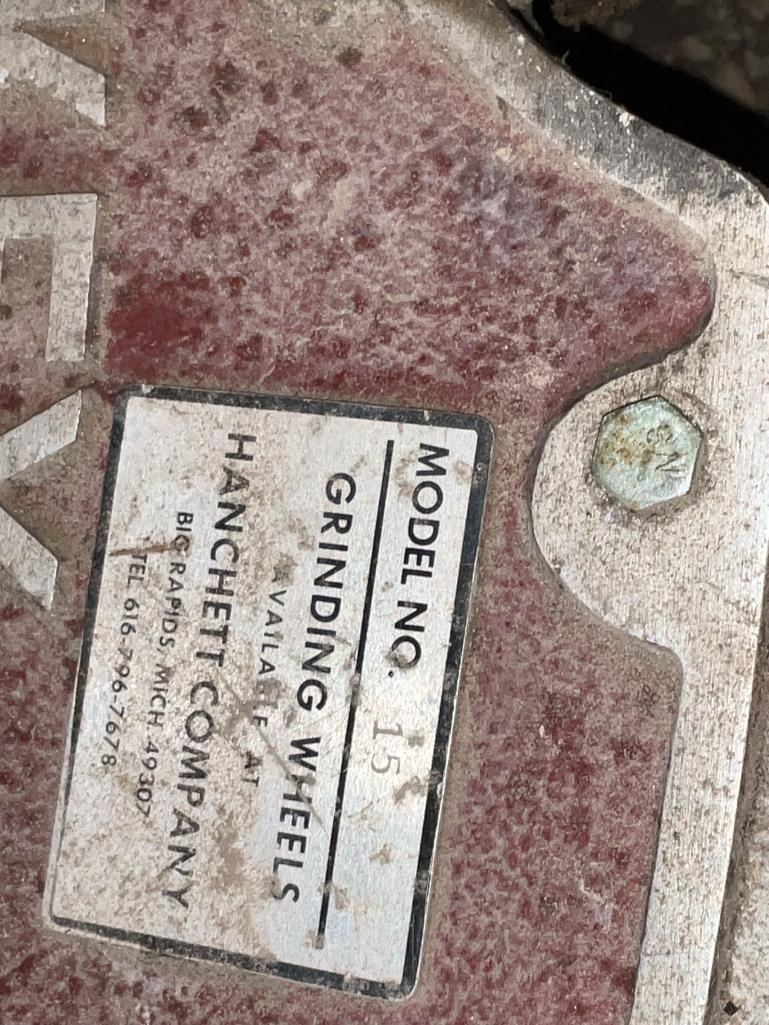 MODEL NO. 15
GRINDING WHEELS
AVAILABLE AT
HANCHETT COMPANY
BIG RAPIDS, MICH. 49307
TEL. 616-796-7678